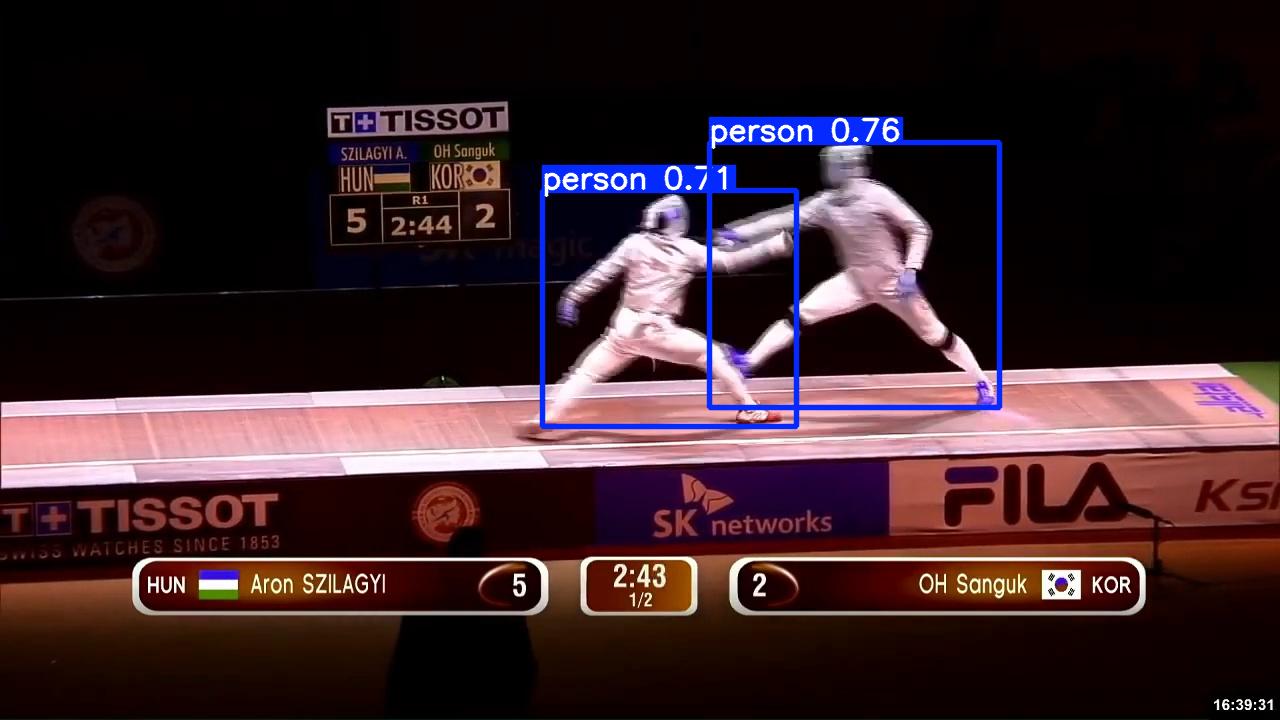 T+ TISSOT
SZILAGYI A. OH Sanguk
HUN KOR
R1
5 2:44 2
person 0.76
person 0.71
magic
T+ TISSOT
SWISS WATCHES SINCE 1853
SK networks
FILA
HUN Aron SZILAGYI 5
2:43
1/2
2 OH Sanguk KOR
16:39:31